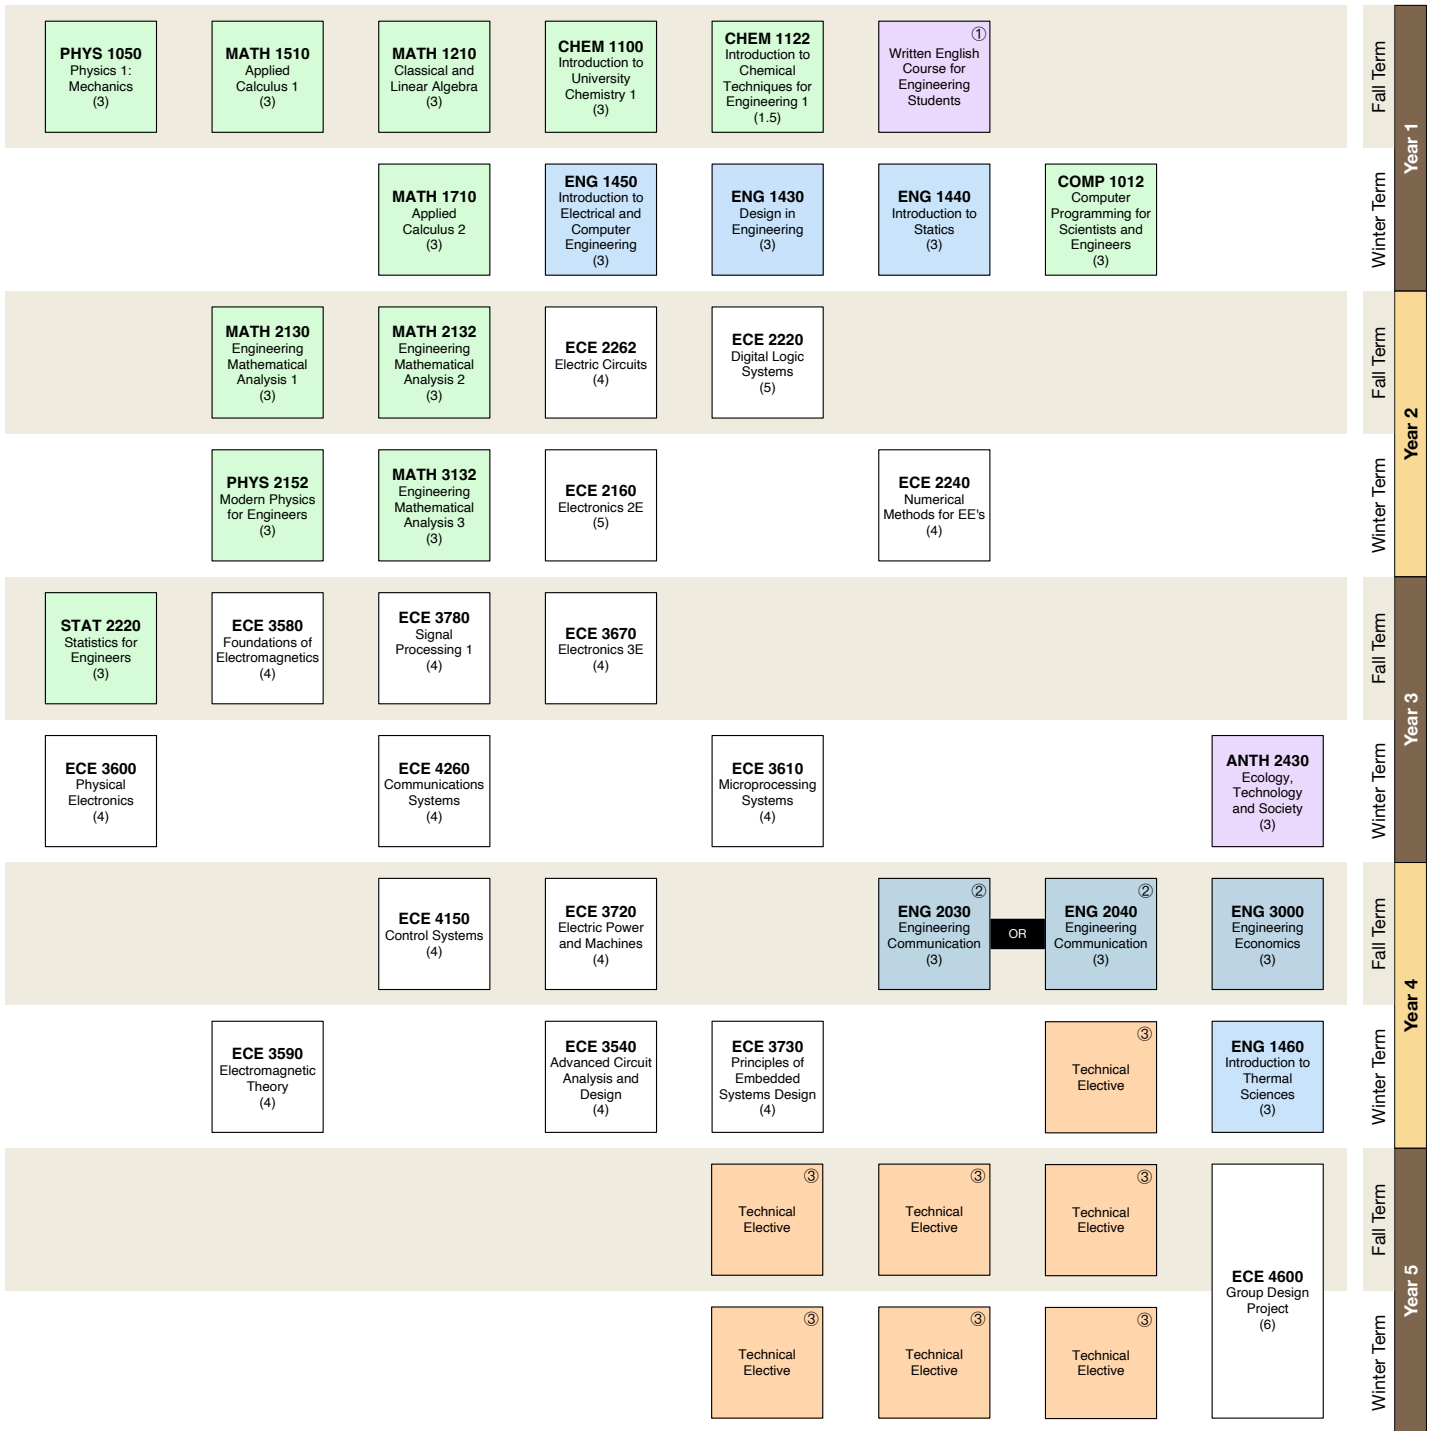 PHYS 1050
Physics 1:
Mechanics
(3)
MATH 1510
Applied
Calculus 1
(3)
MATH 1210
Classical and
Linear Algebra
(3)
CHEM 1100
Introduction to
University
Chemistry 1
(3)
CHEM 1122
Introduction to
Chemical
Techniques for
Engineering 1
(1.5)
①
Written English
Course for
Engineering
Students
Fall Term
Year 1
MATH 1710
Applied
Calculus 2
(3)
ENG 1450
Introduction to
Electrical and
Computer
Engineering
(3)
ENG 1430
Design in
Engineering
(3)
ENG 1440
Introduction to
Statics
(3)
COMP 1012
Computer
Programming for
Scientists and
Engineers
(3)
Winter Term
MATH 2130
Engineering
Mathematical
Analysis 1
(3)
MATH 2132
Engineering
Mathematical
Analysis 2
(3)
ECE 2262
Electric Circuits
(4)
ECE 2220
Digital Logic
Systems
(5)
Fall Term
Year 2
PHYS 2152
Modern Physics
for Engineers
(3)
MATH 3132
Engineering
Mathematical
Analysis 3
(3)
ECE 2160
Electronics 2E
(5)
ECE 2240
Numerical
Methods for EE's
(4)
Winter Term
STAT 2220
Statistics for
Engineers
(3)
ECE 3580
Foundations of
Electromagnetics
(4)
ECE 3780
Signal
Processing 1
(4)
ECE 3670
Electronics 3E
(4)
Fall Term
Year 3
ECE 3600
Physical
Electronics
(4)
ECE 4260
Communications
Systems
(4)
ECE 3610
Microprocessing
Systems
(4)
ANTH 2430
Ecology,
Technology
and Society
(3)
Winter Term
ECE 4150
Control Systems
(4)
ECE 3720
Electric Power
and Machines
(4)
②
ENG 2030
Engineering
Communication
(3)
OR
②
ENG 2040
Engineering
Communication
(3)
ENG 3000
Engineering
Economics
(3)
Fall Term
Year 4
ECE 3590
Electromagnetic
Theory
(4)
ECE 3540
Advanced Circuit
Analysis and
Design
(4)
ECE 3730
Principles of
Embedded
Systems Design
(4)
③
Technical
Elective
ENG 1460
Introduction to
Thermal
Sciences
(3)
Winter Term
③
Technical
Elective
③
Technical
Elective
③
Technical
Elective
ECE 4600
Group Design
Project
(6)
Fall Term
Year 5
③
Technical
Elective
③
Technical
Elective
③
Technical
Elective
Winter Term